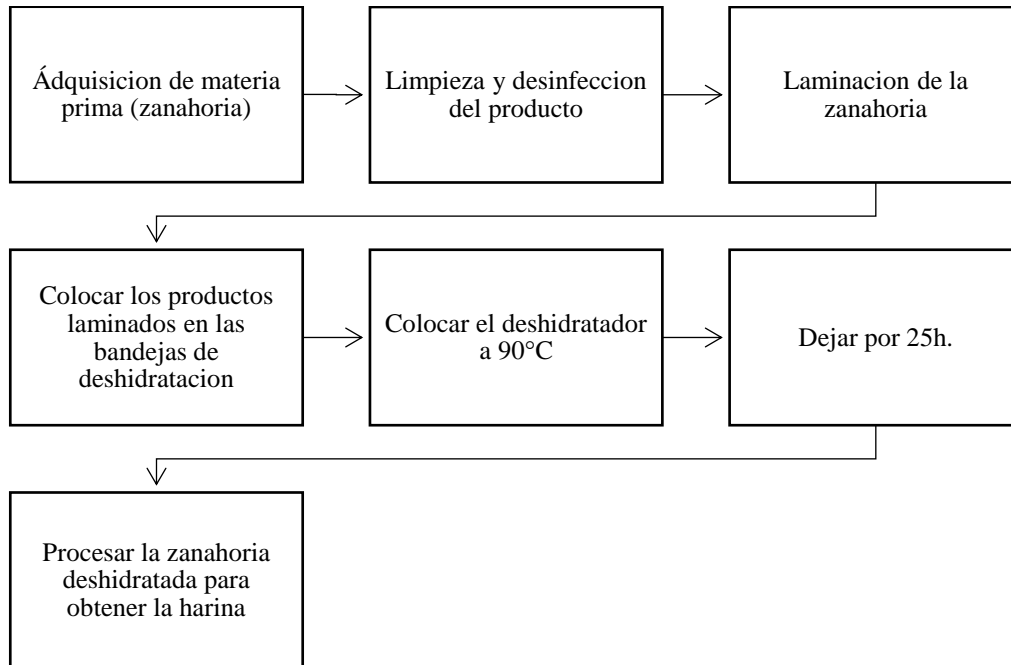 Ádquisicion de materia
prima (zanahoria)
Limpieza y desinfeccion
del producto
Laminacion de la
zanahoria
Colocar los productos
laminados en las
bandejas de
deshidratacion
Colocar el deshidratador
a 90°C
Dejar por 25h.
Procesar la zanahoria
deshidratada para
obtener la harina